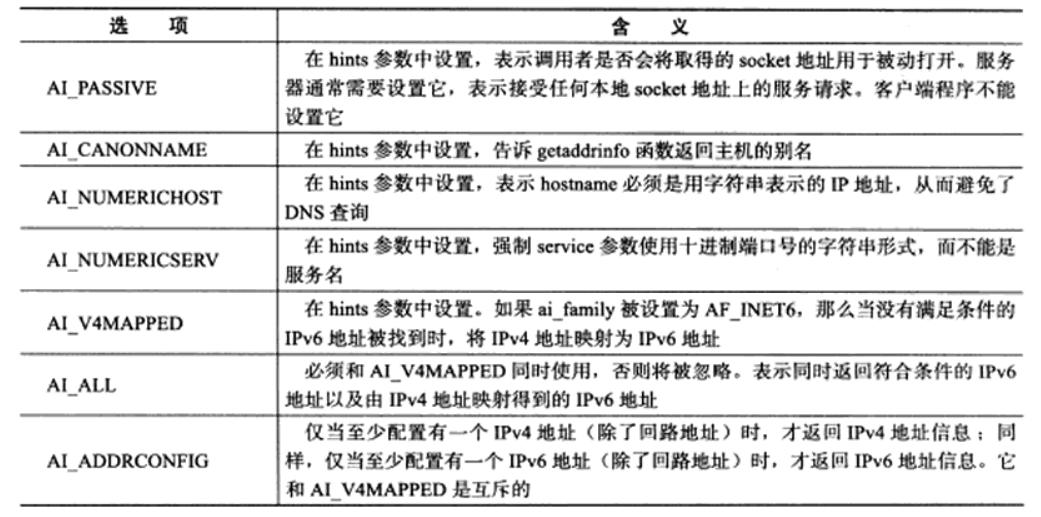 选 项 含 义
在 hints 参数中设置，表示调用者是否会将取得的 socket 地址用于被动打开。服务
AI_PASSIVE 器通常需要设置它，表示接受任何本地 socket 地址上的服务请求。客户端程序不能
设置它
AI_CANONNAME 在 hints 参数中设置，告诉 getaddrinfo 函数返回主机的别名
AI_NUMERICHOST 在 hints 参数中设置，表示 hostname 必须是用字符串表示的 IP 地址，从而避免了
DNS 查询
AI_NUMERICSERV 在 hints 参数中设置，强制 service 参数使用十进制端口号的字符串形式，而不能是
服务名
AI_V4MAPPED 在 hints 参数中设置。如果 ai_family 被设置为 AF_INET6，那么当没有满足条件的
IPv6 地址被找到时，将 IPv4 地址映射为 IPv6 地址
AI_ALL 必须和 AI_V4MAPPED 同时使用，否则将被忽略。表示同时返回符合条件的 IPv6
地址以及由 IPv4 地址映射得到的 IPv6 地址
仅当至少配置有一个 IPv4 地址（除了回路地址）时，才返回 IPv4 地址信息；同
AI_ADDRCONFIG 样，仅当至少配置有一个 IPv6 地址（除了回路地址）时，才返回 IPv6 地址信息。它
和 AI_V4MAPPED 是互斥的